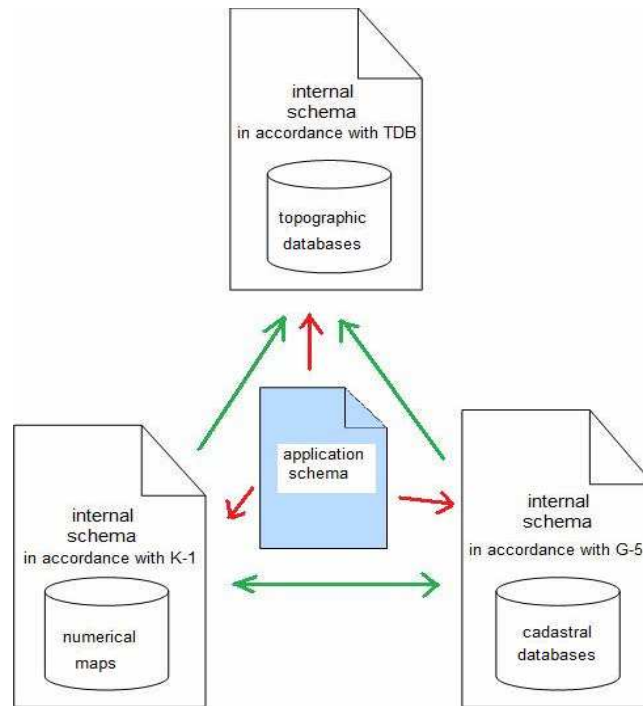 internal
schema
in accordance with TDB
topographic
databases
application
schema
internal
schema
in accordance with K-1
numerical
maps
internal
schema
in accordance with G-5
cadastral
databases